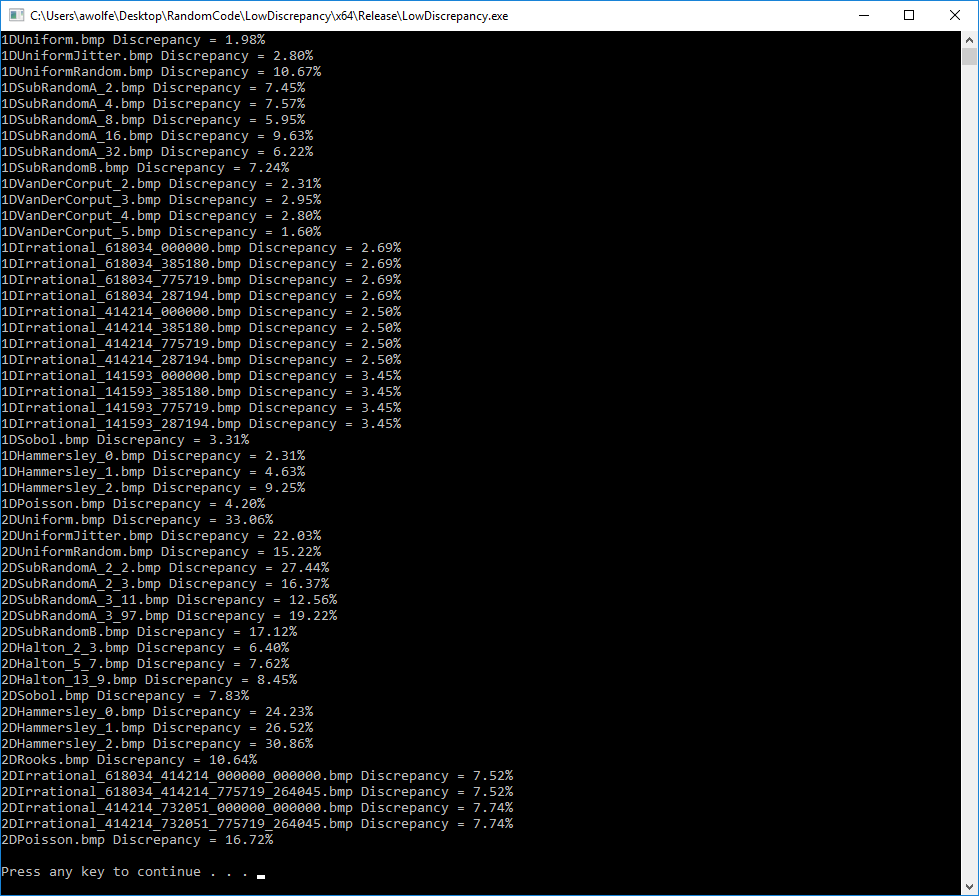 C:\Users\awolfe\Desktop\RandomCode\LowDiscrepancy\x64\Release\LowDiscrepancy.exe
1DUniform.bmp Discrepancy = 1.98%
1DUniformJitter.bmp Discrepancy = 2.80%
1DUniformRandom.bmp Discrepancy = 10.67%
1DSubRandomA_2.bmp Discrepancy = 7.45%
1DSubRandomA_4.bmp Discrepancy = 7.57%
1DSubRandomA_8.bmp Discrepancy = 5.95%
1DSubRandomA_16.bmp Discrepancy = 9.63%
1DSubRandomA_32.bmp Discrepancy = 6.22%
1DSubRandomB.bmp Discrepancy = 7.24%
1DVanDerCorput_2.bmp Discrepancy = 2.31%
1DVanDerCorput_3.bmp Discrepancy = 2.95%
1DVanDerCorput_4.bmp Discrepancy = 2.80%
1DVanDerCorput_5.bmp Discrepancy = 1.60%
1DIrrational_618034_000000.bmp Discrepancy = 2.69%
1DIrrational_618034_385180.bmp Discrepancy = 2.69%
1DIrrational_618034_775719.bmp Discrepancy = 2.69%
1DIrrational_618034_287194.bmp Discrepancy = 2.69%
1DIrrational_414214_000000.bmp Discrepancy = 2.50%
1DIrrational_414214_385180.bmp Discrepancy = 2.50%
1DIrrational_414214_775719.bmp Discrepancy = 2.50%
1DIrrational_414214_287194.bmp Discrepancy = 2.50%
1DIrrational_141593_000000.bmp Discrepancy = 3.45%
1DIrrational_141593_385180.bmp Discrepancy = 3.45%
1DIrrational_141593_775719.bmp Discrepancy = 3.45%
1DIrrational_141593_287194.bmp Discrepancy = 3.45%
1DSobol.bmp Discrepancy = 3.31%
1DHammersley_0.bmp Discrepancy = 2.31%
1DHammersley_1.bmp Discrepancy = 4.63%
1DHammersley_2.bmp Discrepancy = 9.25%
1DPoisson.bmp Discrepancy = 4.20%
2DUniform.bmp Discrepancy = 33.06%
2DUniformJitter.bmp Discrepancy = 22.03%
2DUniformRandom.bmp Discrepancy = 15.22%
2DSubRandomA_2_2.bmp Discrepancy = 27.44%
2DSubRandomA_2_3.bmp Discrepancy = 16.37%
2DSubRandomA_3_11.bmp Discrepancy = 12.56%
2DSubRandomA_3_97.bmp Discrepancy = 19.22%
2DSubRandomB.bmp Discrepancy = 17.12%
2DHalton_2_3.bmp Discrepancy = 6.40%
2DHalton_5_7.bmp Discrepancy = 7.62%
2DHalton_13_9.bmp Discrepancy = 8.45%
2DSobol.bmp Discrepancy = 7.83%
2DHammersley_0.bmp Discrepancy = 24.23%
2DHammersley_1.bmp Discrepancy = 26.52%
2DHammersley_2.bmp Discrepancy = 30.86%
2DRooks.bmp Discrepancy = 10.64%
2DIrrational_618034_414214_000000_000000.bmp Discrepancy = 7.52%
2DIrrational_618034_414214_775719_264045.bmp Discrepancy = 7.52%
2DIrrational_414214_732051_000000_000000.bmp Discrepancy = 7.74%
2DIrrational_414214_732051_775719_264045.bmp Discrepancy = 7.74%
2DPoisson.bmp Discrepancy = 16.72%
Press any key to continue . . .